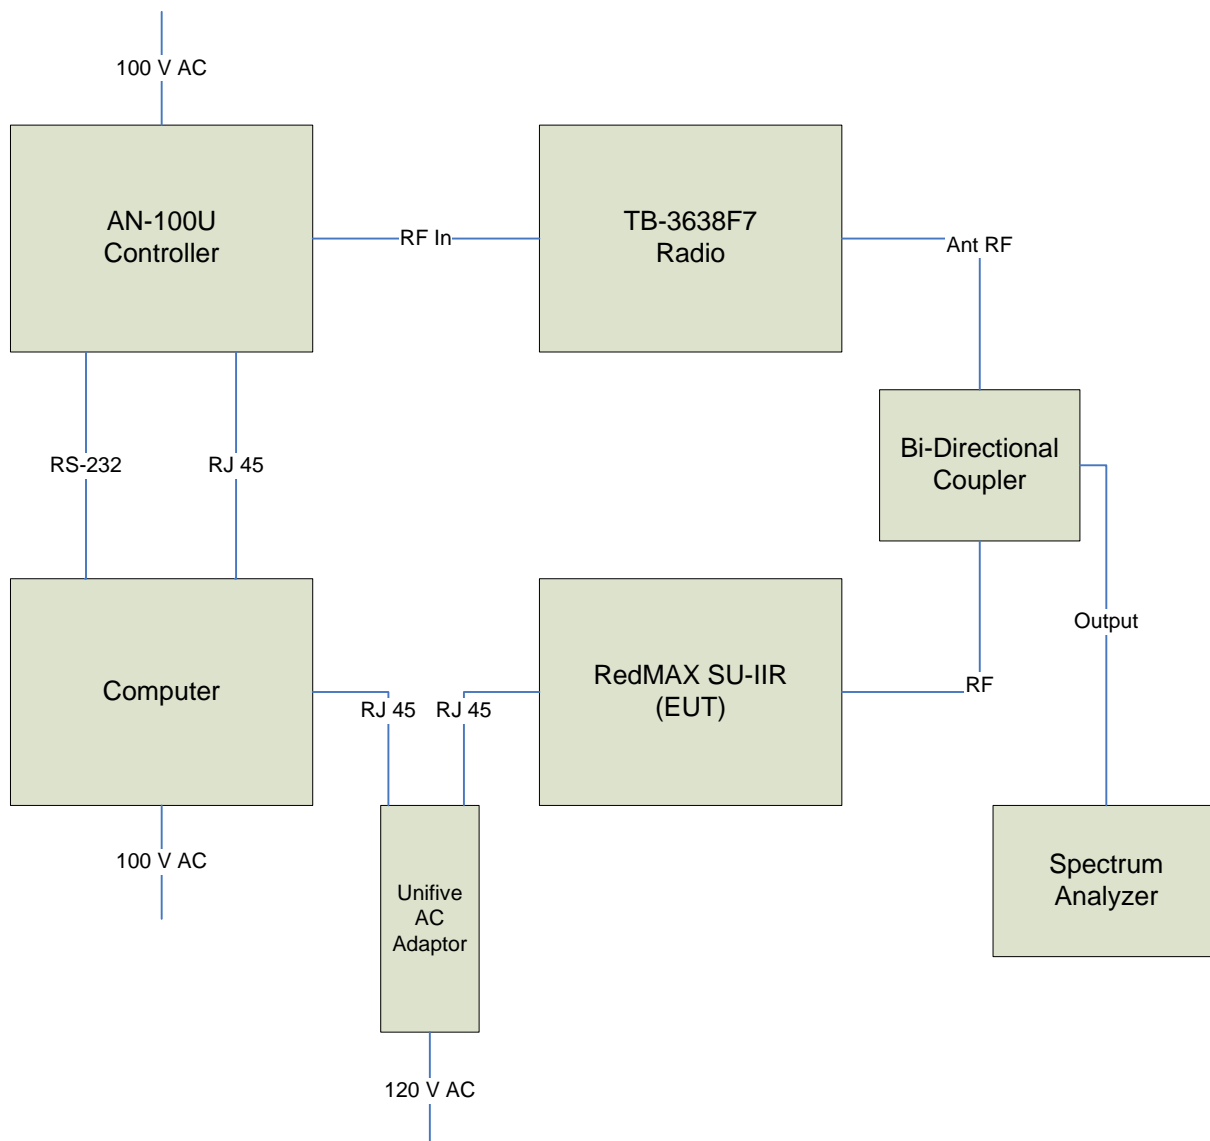 100 V AC
AN-100U
Controller
RF In
TB-3638F7
Radio
Ant RF
RS-232
RJ 45
Bi-Directional
Coupler
Output
Computer
RJ 45
RJ 45
RedMAX SU-IIR
(EUT)
RF
100 V AC
Unifive
AC
Adaptor
Spectrum
Analyzer
120 V AC